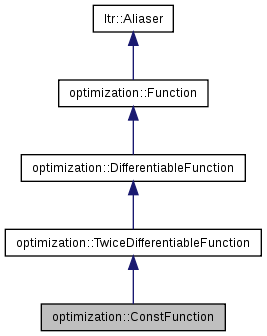 ltr::Aliaser
optimization::Function
optimization::DifferentiableFunction
optimization::TwiceDifferentiableFunction
optimization::ConstFunction